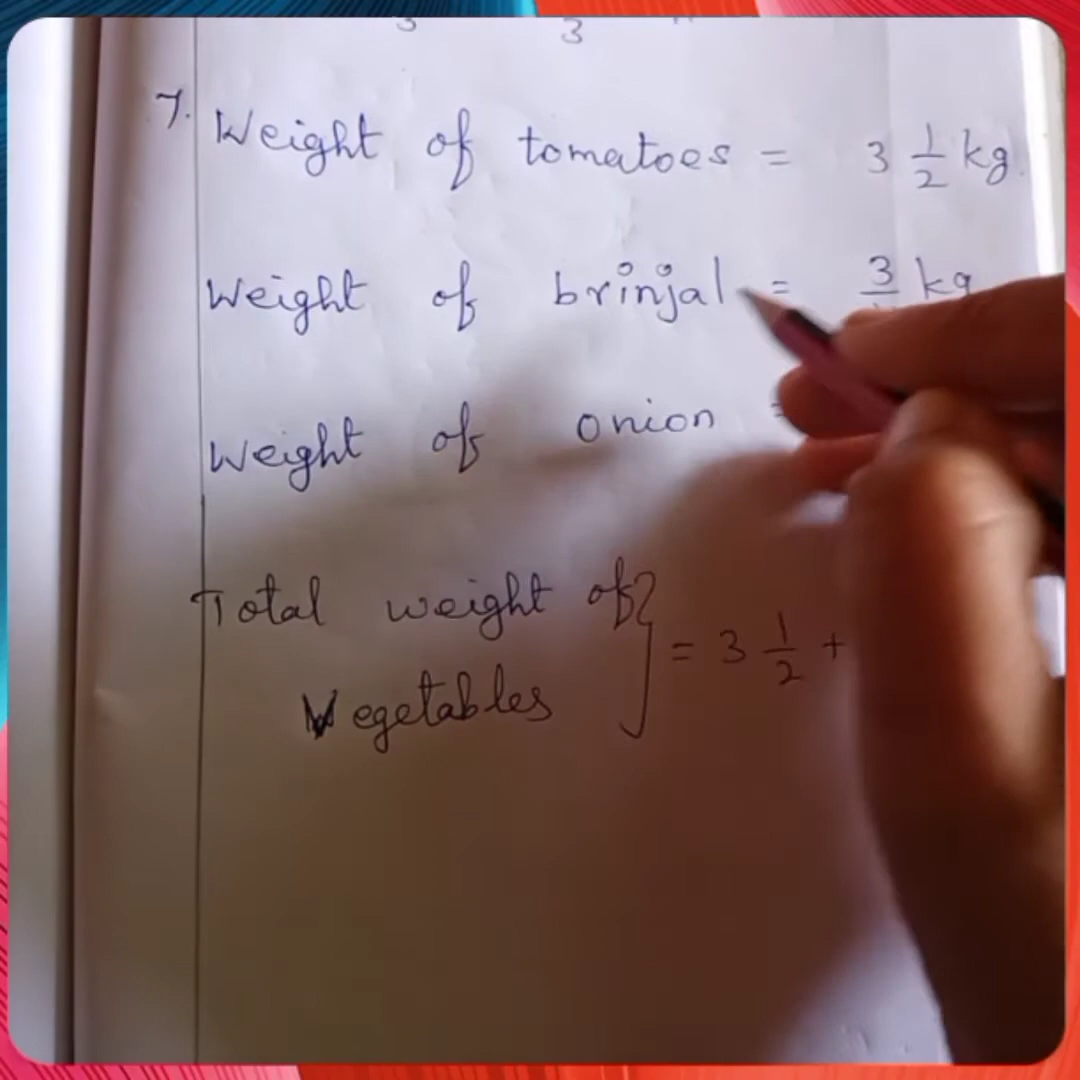 7. Weight of tomatoes = 3 1/2 kg.
Weight of brinjal = 3/ kg
Weight of onion =
Total weight of
Vegetables } = 3 1/2 +